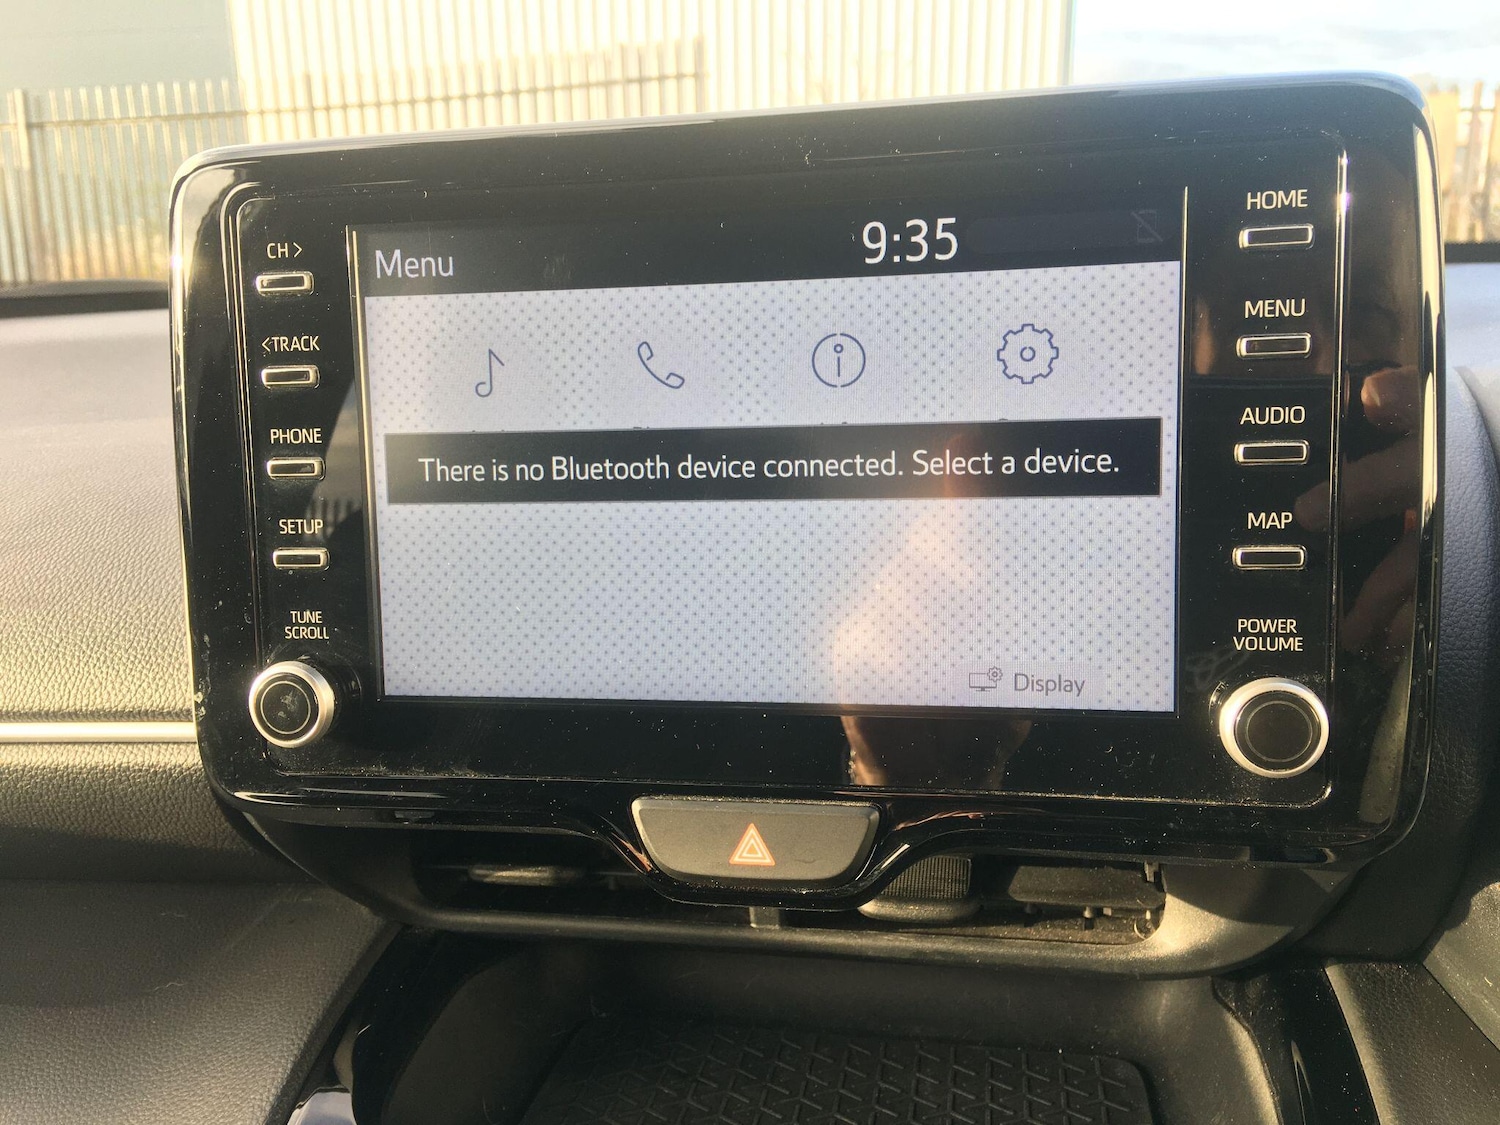 CH >
<TRACK
PHONE
SETUP
TUNE
SCROLL
Menu
9:35
There is no Bluetooth device connected. Select a device.
Display
HOME
MENU
AUDIO
MAP
POWER
VOLUME